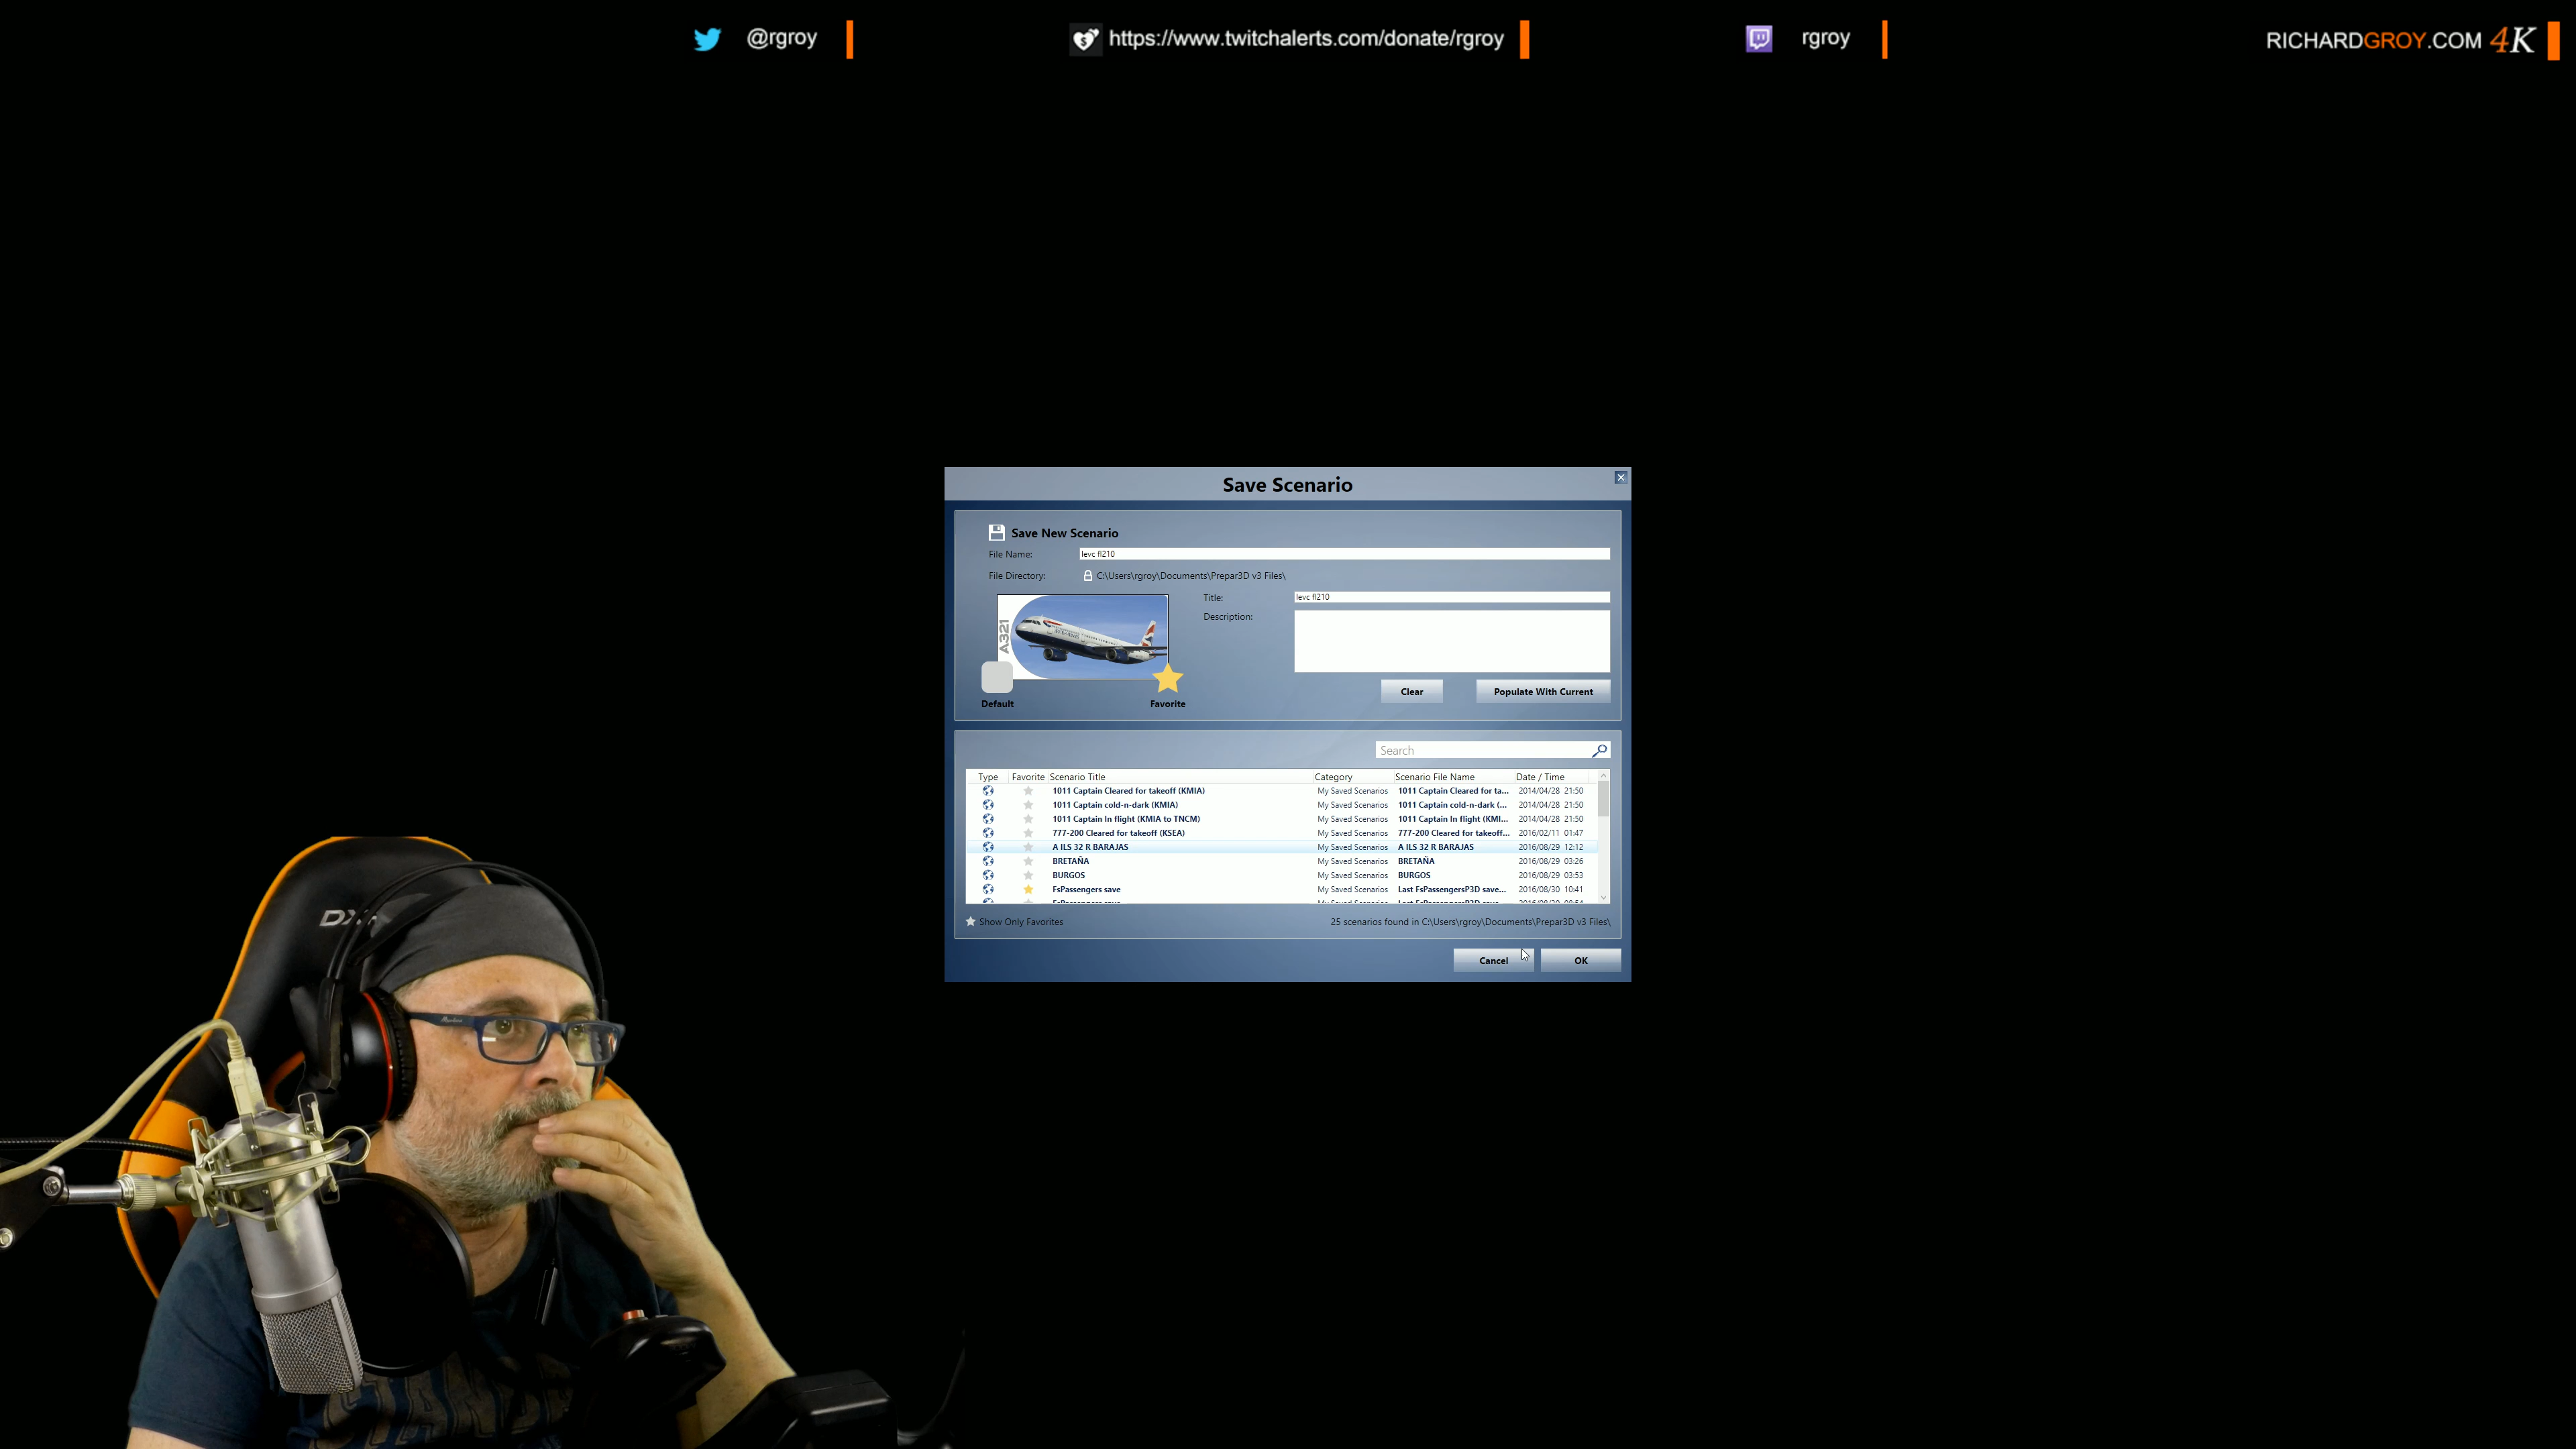 @rgroy
https://www.twitchalerts.com/donate/rgroy
rgroy
RICHARDGROY.COM 4K
Save Scenario
Save New Scenario
File Name: levc fl210
File Directory: C:\Users\rgroy\Documents\Prepar3D v3 Files\
A321
Title: levc fl210
Description:
Default
Favorite
Clear
Populate With Current
Search
Type Favorite Scenario Title Category Scenario File Name Date / Time
1011 Captain Cleared for takeoff (KMIA) My Saved Scenarios 1011 Captain Cleared for ta... 2014/04/28 21:50
1011 Captain cold-n-dark (KMIA) My Saved Scenarios 1011 Captain cold-n-dark (... 2014/04/28 21:50
1011 Captain In flight (KMIA to TNCM) My Saved Scenarios 1011 Captain In flight (KMI... 2014/04/28 21:50
777-200 Cleared for takeoff (KSEA) My Saved Scenarios 777-200 Cleared for takeoff... 2016/02/11 01:47
A ILS 32 R BARAJAS My Saved Scenarios A ILS 32 R BARAJAS 2016/08/29 12:12
BRETAÑA My Saved Scenarios BRETAÑA 2016/08/29 03:26
BURGOS My Saved Scenarios BURGOS 2016/08/29 03:53
FsPassengers save My Saved Scenarios Last FsPassengersP3D save... 2016/08/30 10:41
Show Only Favorites 25 scenarios found in C:\Users\rgroy\Documents\Prepar3D v3 Files\
Cancel OK